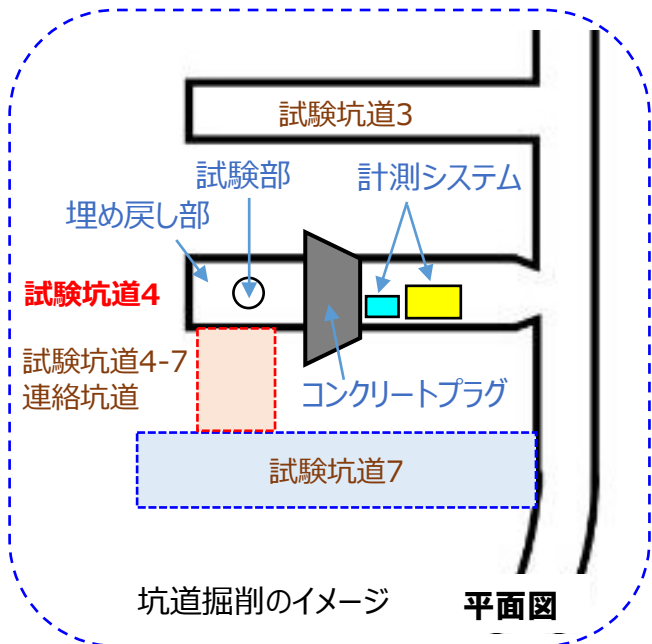 試験坑道3
試験部
計測システム
埋め戻し部
試験坑道4
試験坑道4-7
連絡坑道
コンクリートプラグ
試験坑道7
坑道掘削のイメージ
平面図